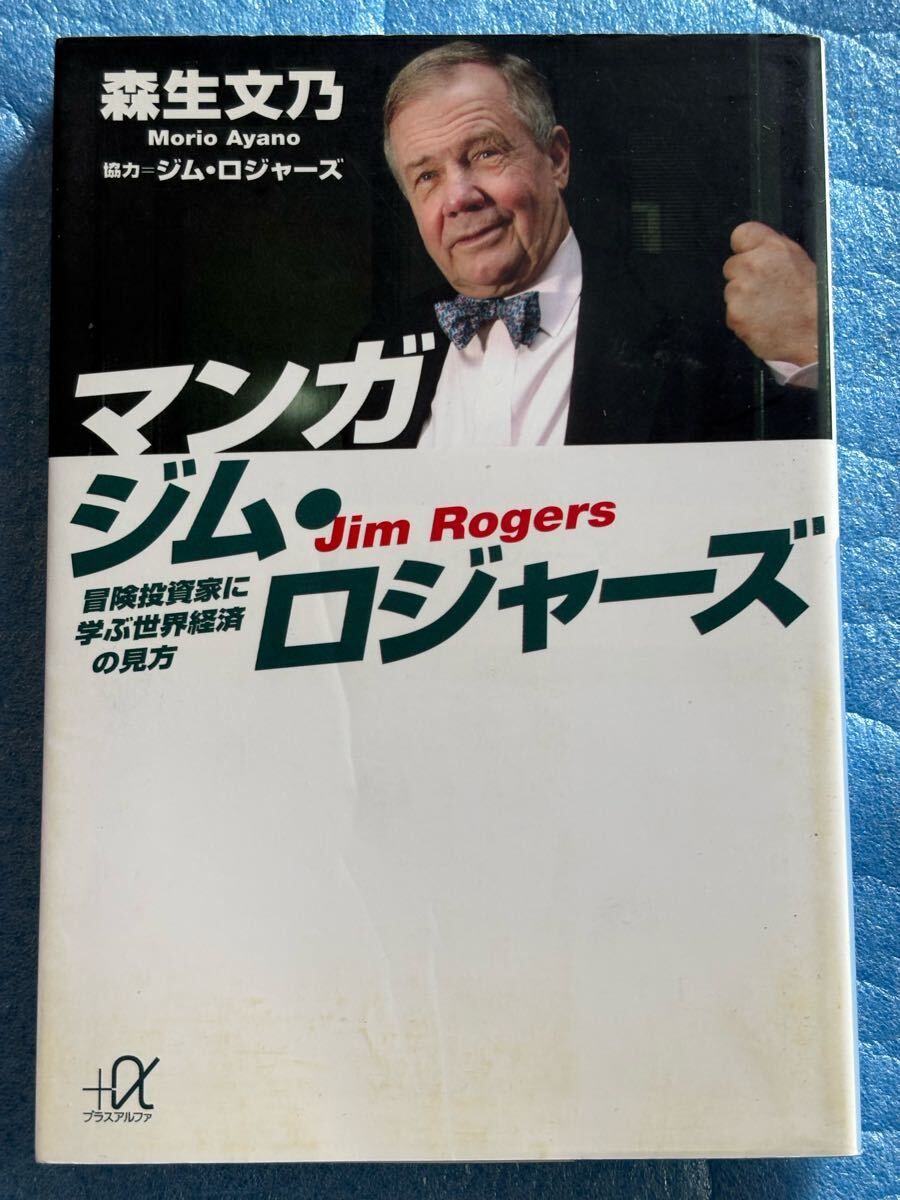 森生文乃
Morio Ayano
協力=ジム・ロジャーズ
マンガ
ジム・
Jim Rogers
ロジャーズ
冒険投資家に
学ぶ世界経済
の見方
+α
プラスアルファ